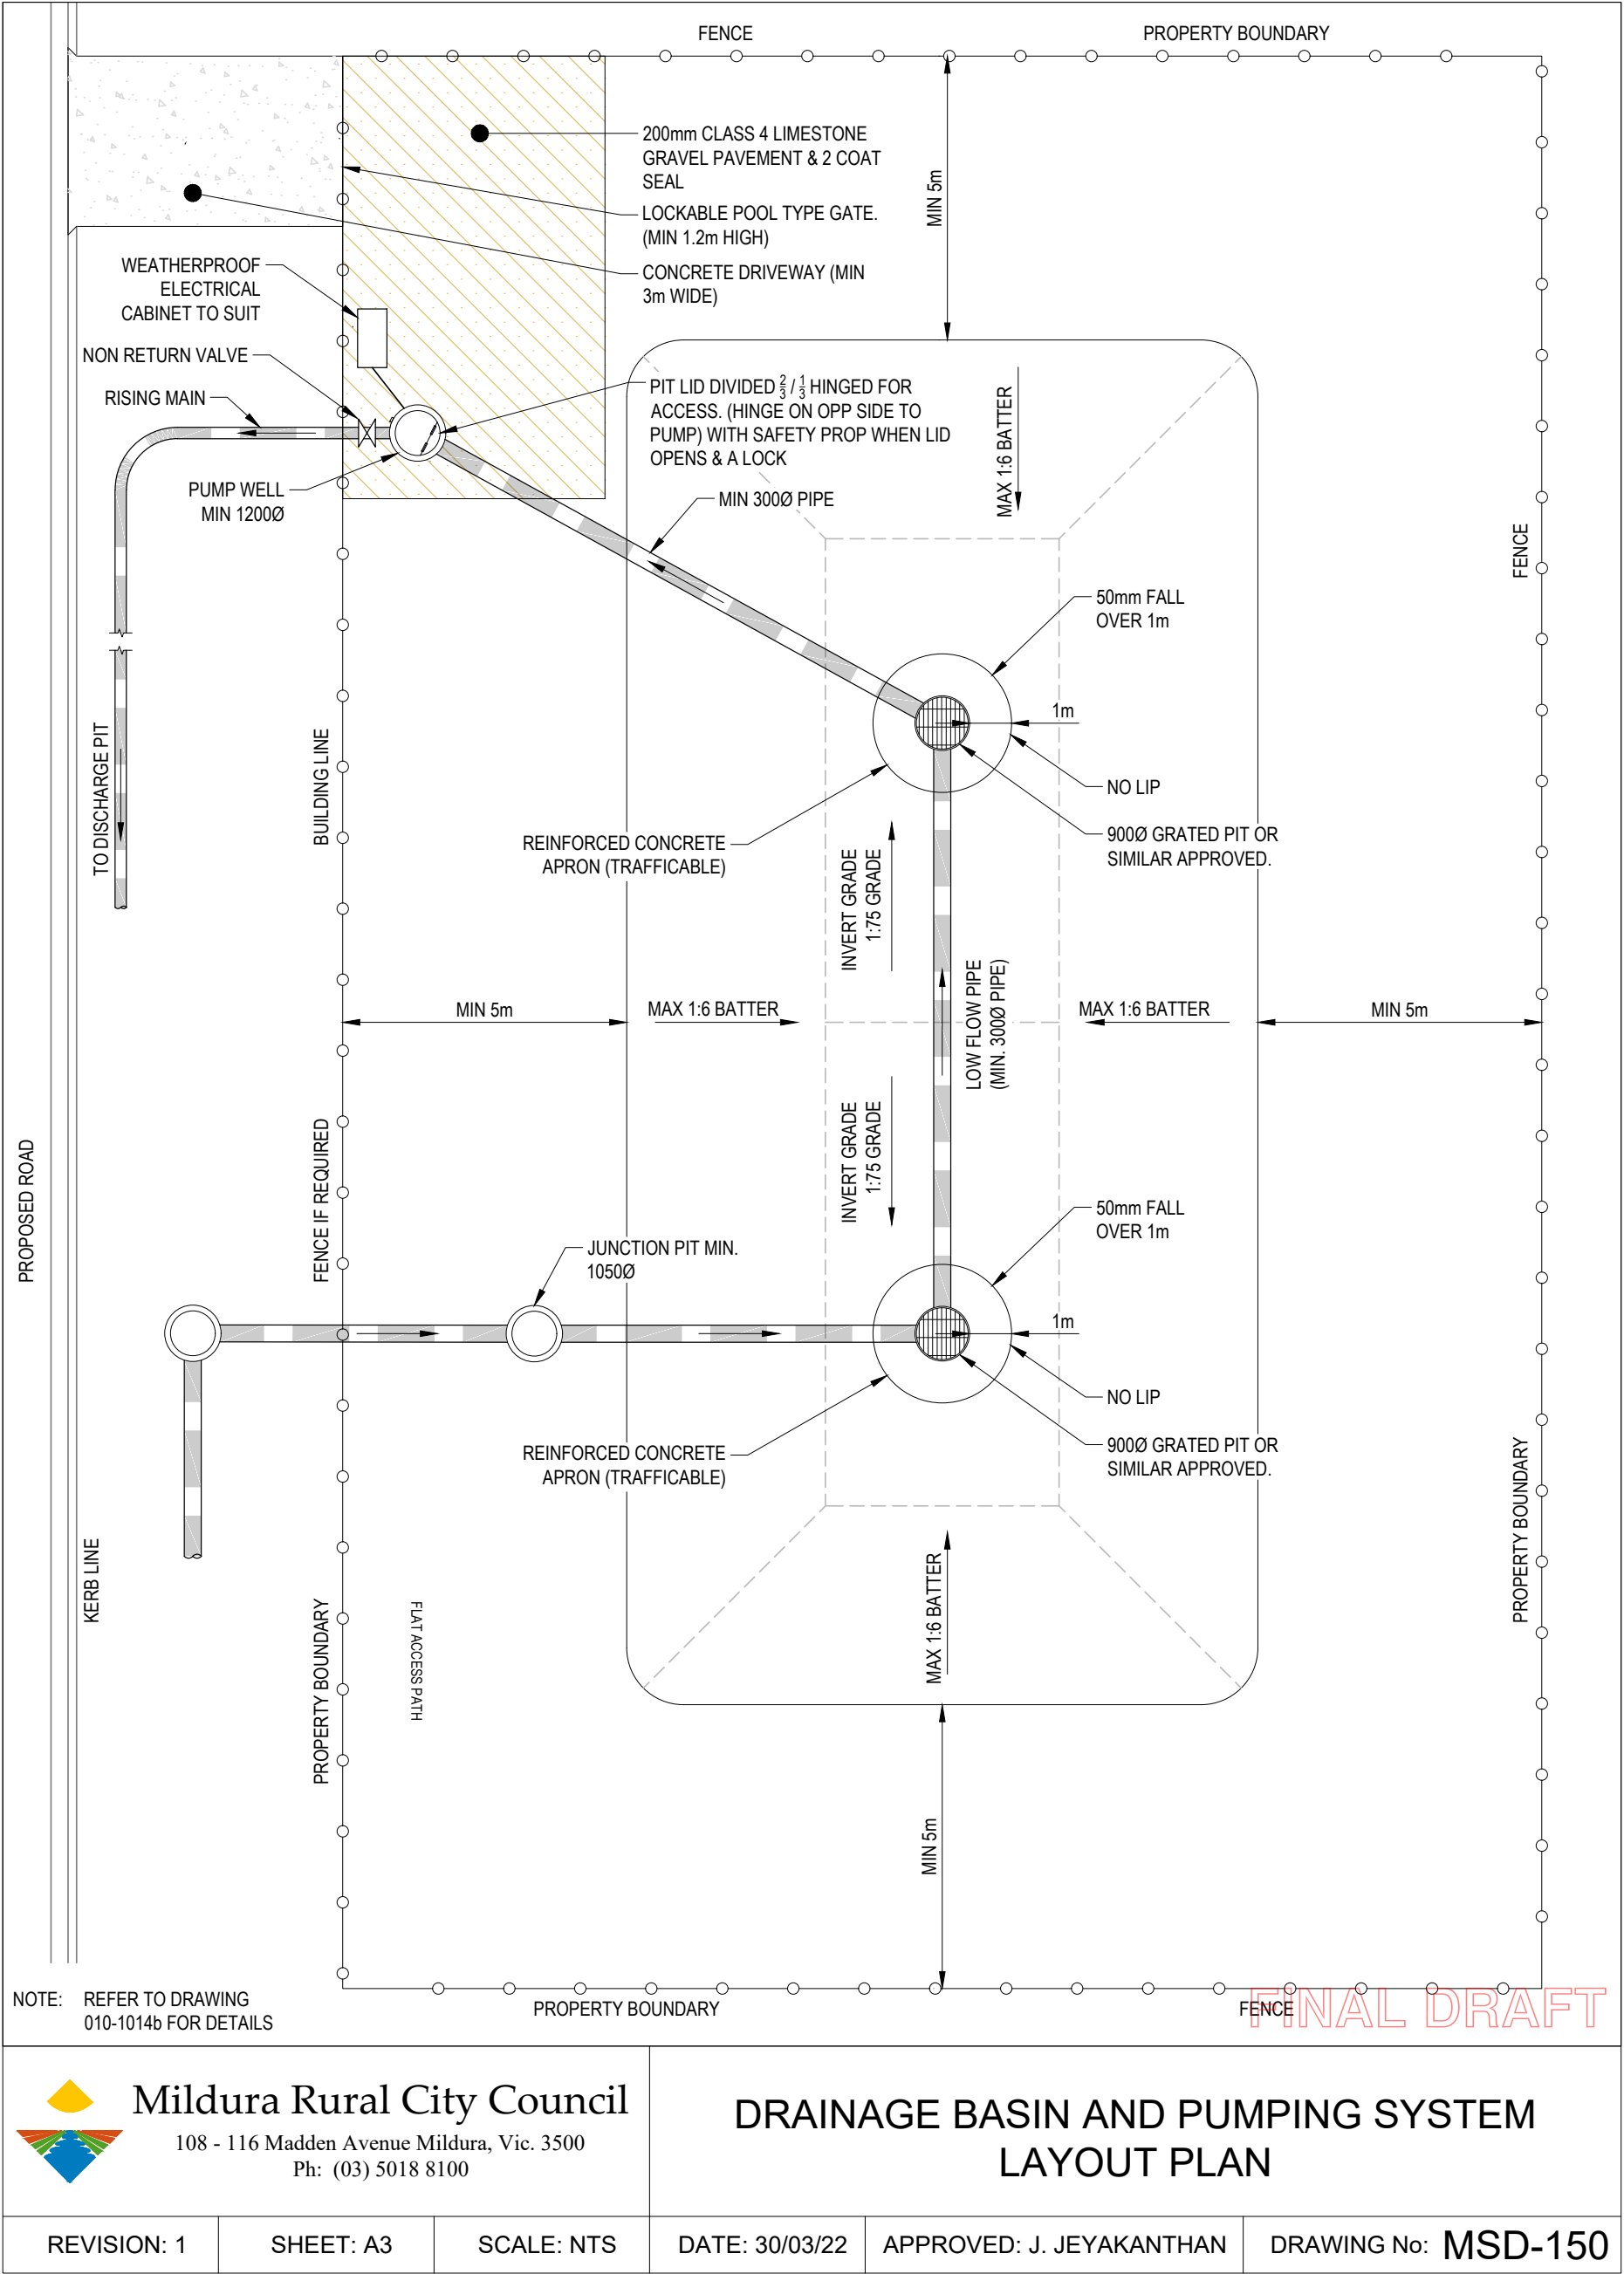 FENCE
PROPERTY BOUNDARY
200mm CLASS 4 LIMESTONE
GRAVEL PAVEMENT & 2 COAT
SEAL
MIN 5m
LOCKABLE POOL TYPE GATE.
(MIN 1.2m HIGH)
CONCRETE DRIVEWAY (MIN
3m WIDE)
WEATHERPROOF
ELECTRICAL
CABINET TO SUIT
NON RETURN VALVE
RISING MAIN
PIT LID DIVIDED 2/3 / 1/3 HINGED FOR
ACCESS. (HINGE ON OPP SIDE TO
PUMP) WITH SAFETY PROP WHEN LID
OPENS & A LOCK
MAX 1:6 BATTER
PUMP WELL
MIN 1200Ø
MIN 300Ø PIPE
FENCE
50mm FALL
OVER 1m
1m
NO LIP
900Ø GRATED PIT OR
SIMILAR APPROVED.
REINFORCED CONCRETE
APRON (TRAFFICABLE)
TO DISCHARGE PIT
BUILDING LINE
INVERT GRADE
1:75 GRADE
MIN 5m
MAX 1:6 BATTER
LOW FLOW PIPE
(MIN. 300Ø PIPE)
MAX 1:6 BATTER
MIN 5m
INVERT GRADE
1:75 GRADE
PROPOSED ROAD
FENCE IF REQUIRED
JUNCTION PIT MIN.
1050Ø
50mm FALL
OVER 1m
1m
NO LIP
900Ø GRATED PIT OR
SIMILAR APPROVED.
REINFORCED CONCRETE
APRON (TRAFFICABLE)
KERB LINE
PROPERTY BOUNDARY
FLAT ACCESS PATH
MAX 1:6 BATTER
PROPERTY BOUNDARY
MIN 5m
NOTE: REFER TO DRAWING
010-1014b FOR DETAILS
PROPERTY BOUNDARY
FENCE
FINAL DRAFT
Mildura Rural City Council
108 - 116 Madden Avenue Mildura, Vic. 3500
Ph: (03) 5018 8100
DRAINAGE BASIN AND PUMPING SYSTEM
LAYOUT PLAN
REVISION: 1
SHEET: A3
SCALE: NTS
DATE: 30/03/22
APPROVED: J. JEYAKANTHAN
DRAWING No: MSD-150